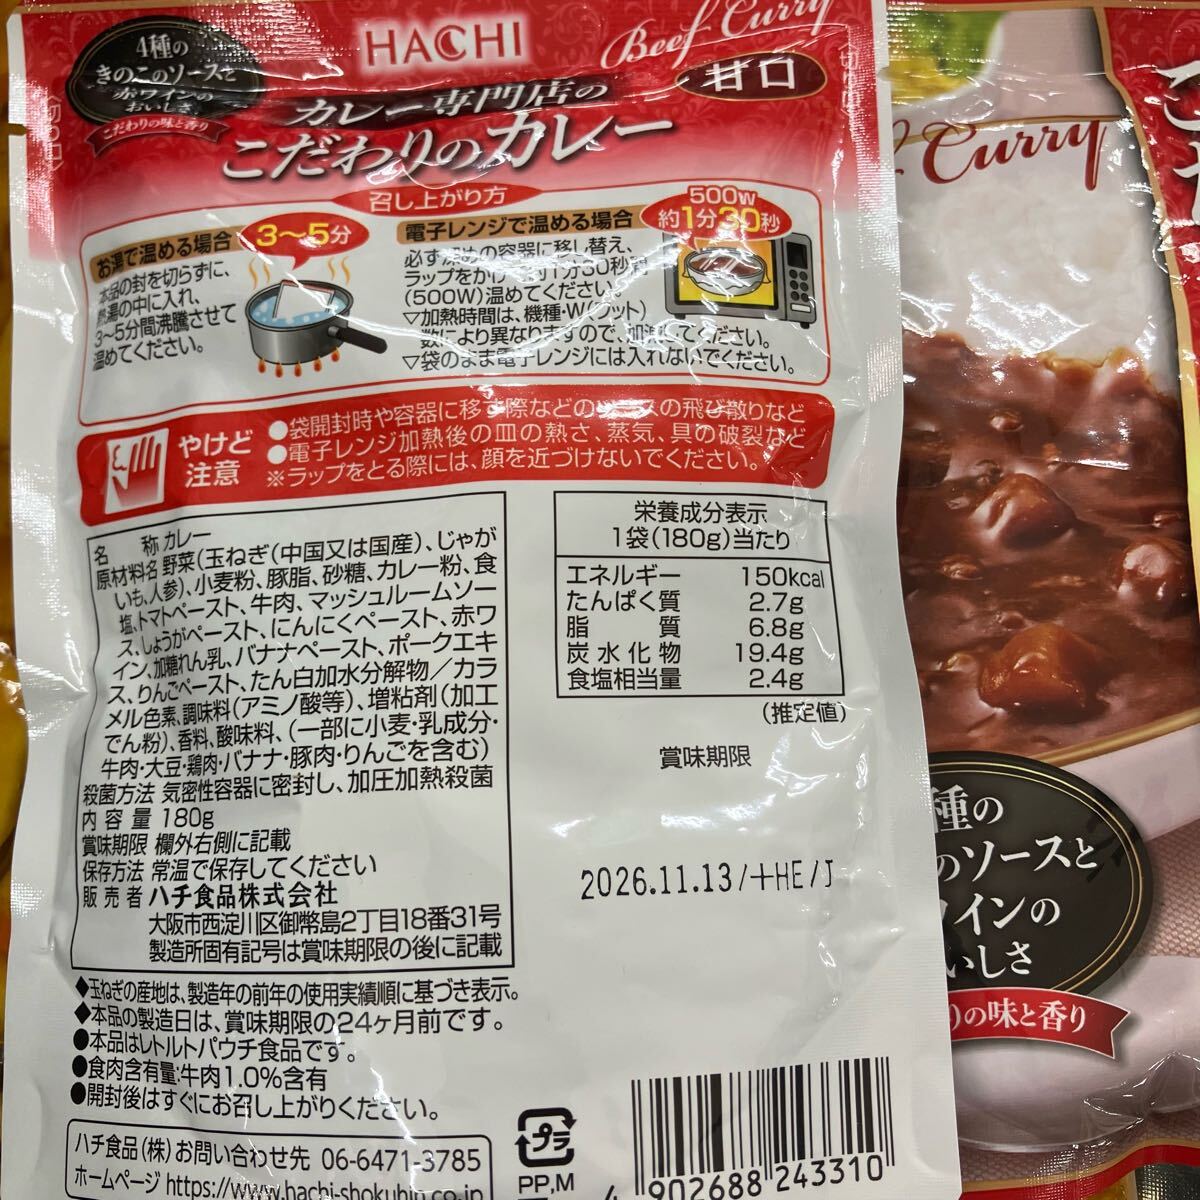 4種の
きのこのソースと
赤ワインの
おいしさ
こだわりの味と香り
HACHI
Beef Curry
甘口
カレー専門店の
こだわりのカレー
召し上がり方
お湯で温める場合
3〜5分
本品の封を切らずに、
熱湯の中に入れ、
3〜5分間沸騰させて
温めてください。
電子レンジで温める場合
500W
約1分30秒
必ず深めの容器に移し替え、
ラップをかけ 約1分30秒間
(500W)温めてください。
▽加熱時間は、機種・W(ワット)
数により異なりますので、加減してください。
▽袋のまま電子レンジには入れないでください。
やけど
注意
●袋開封時や容器に移す際などのソースの飛び散りなど
●電子レンジ加熱後の皿の熱さ、蒸気、具の破裂など
※ラップをとる際には、顔を近づけないでください。
名 称 カレー
原材料名 野菜(玉ねぎ(中国又は国産)、じゃが
いも、人参)、小麦粉、豚脂、砂糖、カレー粉、食
塩、トマトペースト、牛肉、マッシュルームソー
ス、しょうがペースト、にんにくペースト、赤ワ
イン、加糖れん乳、バナナペースト、ポークエキ
ス、りんごペースト、たん白加水分解物／カラ
メル色素、調味料(アミノ酸等)、増粘剤(加工
でん粉)、香料、酸味料、(一部に小麦・乳成分・
牛肉・大豆・鶏肉・バナナ・豚肉・りんごを含む)
殺菌方法 気密性容器に密封し、加圧加熱殺菌
内容量 180g
賞味期限 欄外右側に記載
保存方法 常温で保存してください
販売者 ハチ食品株式会社
大阪市西淀川区御幣島2丁目18番31号
製造所固有記号は賞味期限の後に記載
栄養成分表示
1袋(180g)当たり
エネルギー 150kcal
たんぱく質 2.7g
脂質 6.8g
炭水化物 19.4g
食塩相当量 2.4g
(推定値)
賞味期限
2026.11.13/+HE/J
◆玉ねぎの産地は、製造年の前年の使用実績順に基づき表示。
◆本品の製造日は、賞味期限の24ヶ月前です。
●本品はレトルトパウチ食品です。
●食肉含有量:牛肉1.0%含有
●開封後はすぐにお召し上がりください。
ハチ食品(株)お問い合わせ先 06-6471-3785
ホームページ https://www.hachi-shokuhin.co.jp
プラ
PP,M
4 902688 243310
Curry
種の
のソースと
ワインの
いしさ
りの味と香り